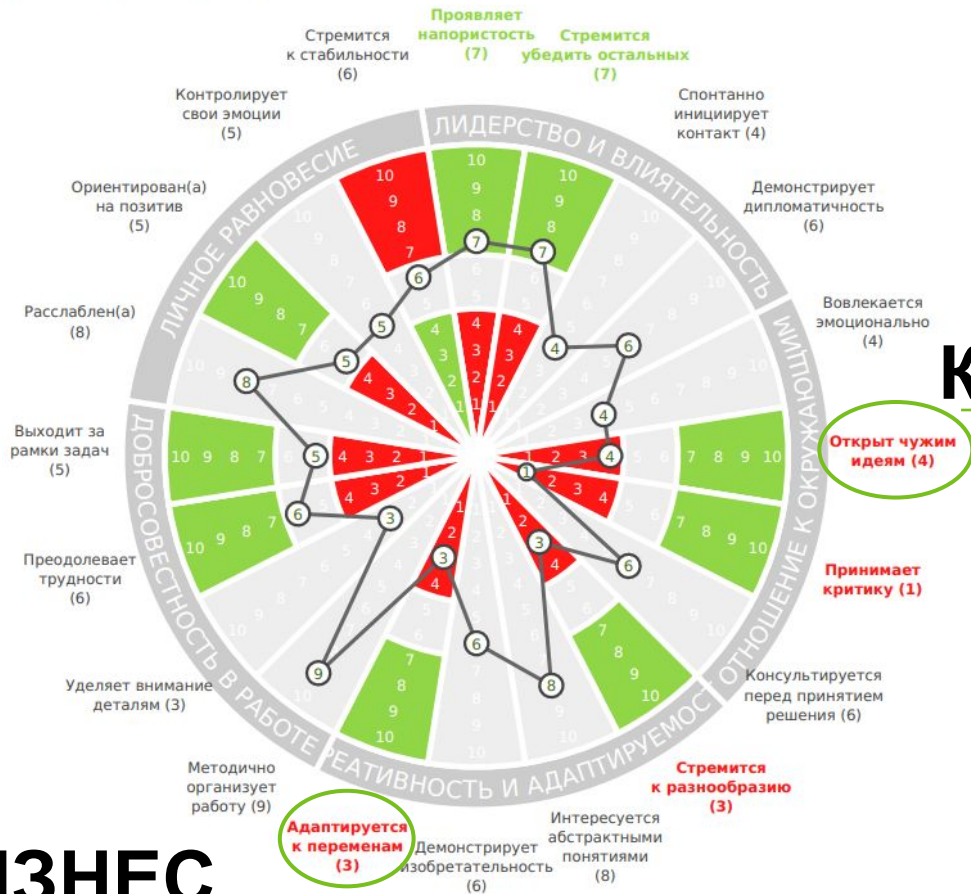 Проявляет
напористость
(7)
Стремится
убедить остальных
(7)
Спонтанно
инициирует
контакт (4)
Демонстрирует
дипломатичность
(6)
Вовлекается
эмоционально
(4)
Открыт чужим
идеям (4)
Принимает
критику (1)
Консультируется
перед принятием
решения (6)
Стремится
к разнообразию
(3)
Интересуется
абстрактными
понятиями
(8)
Демонстрирует
изобретательность
(6)
Адаптируется
к переменам
(3)
Методично
организует
работу (9)
Уделяет внимание
деталям (3)
Преодолевает
трудности
(6)
Выходит за
рамки задач
(5)
Расслаблен(а)
(8)
Ориентирован(а)
на позитив
(5)
Контролирует
свои эмоции
(5)
Стремится
к стабильности
(6)
ЛИДЕРСТВО И ВЛИЯТЕЛЬНОСТЬ
ОТНОШЕНИЕ К ОКРУЖАЮЩИМ
РЕАТИВНОСТЬ И АДАПТИРУЕМОСТ
ДОБРОСОВЕСТНОСТЬ В РАБОТЕ
ЛИЧНОЕ РАВНОВЕСИЕ
К
ИЗНЕС